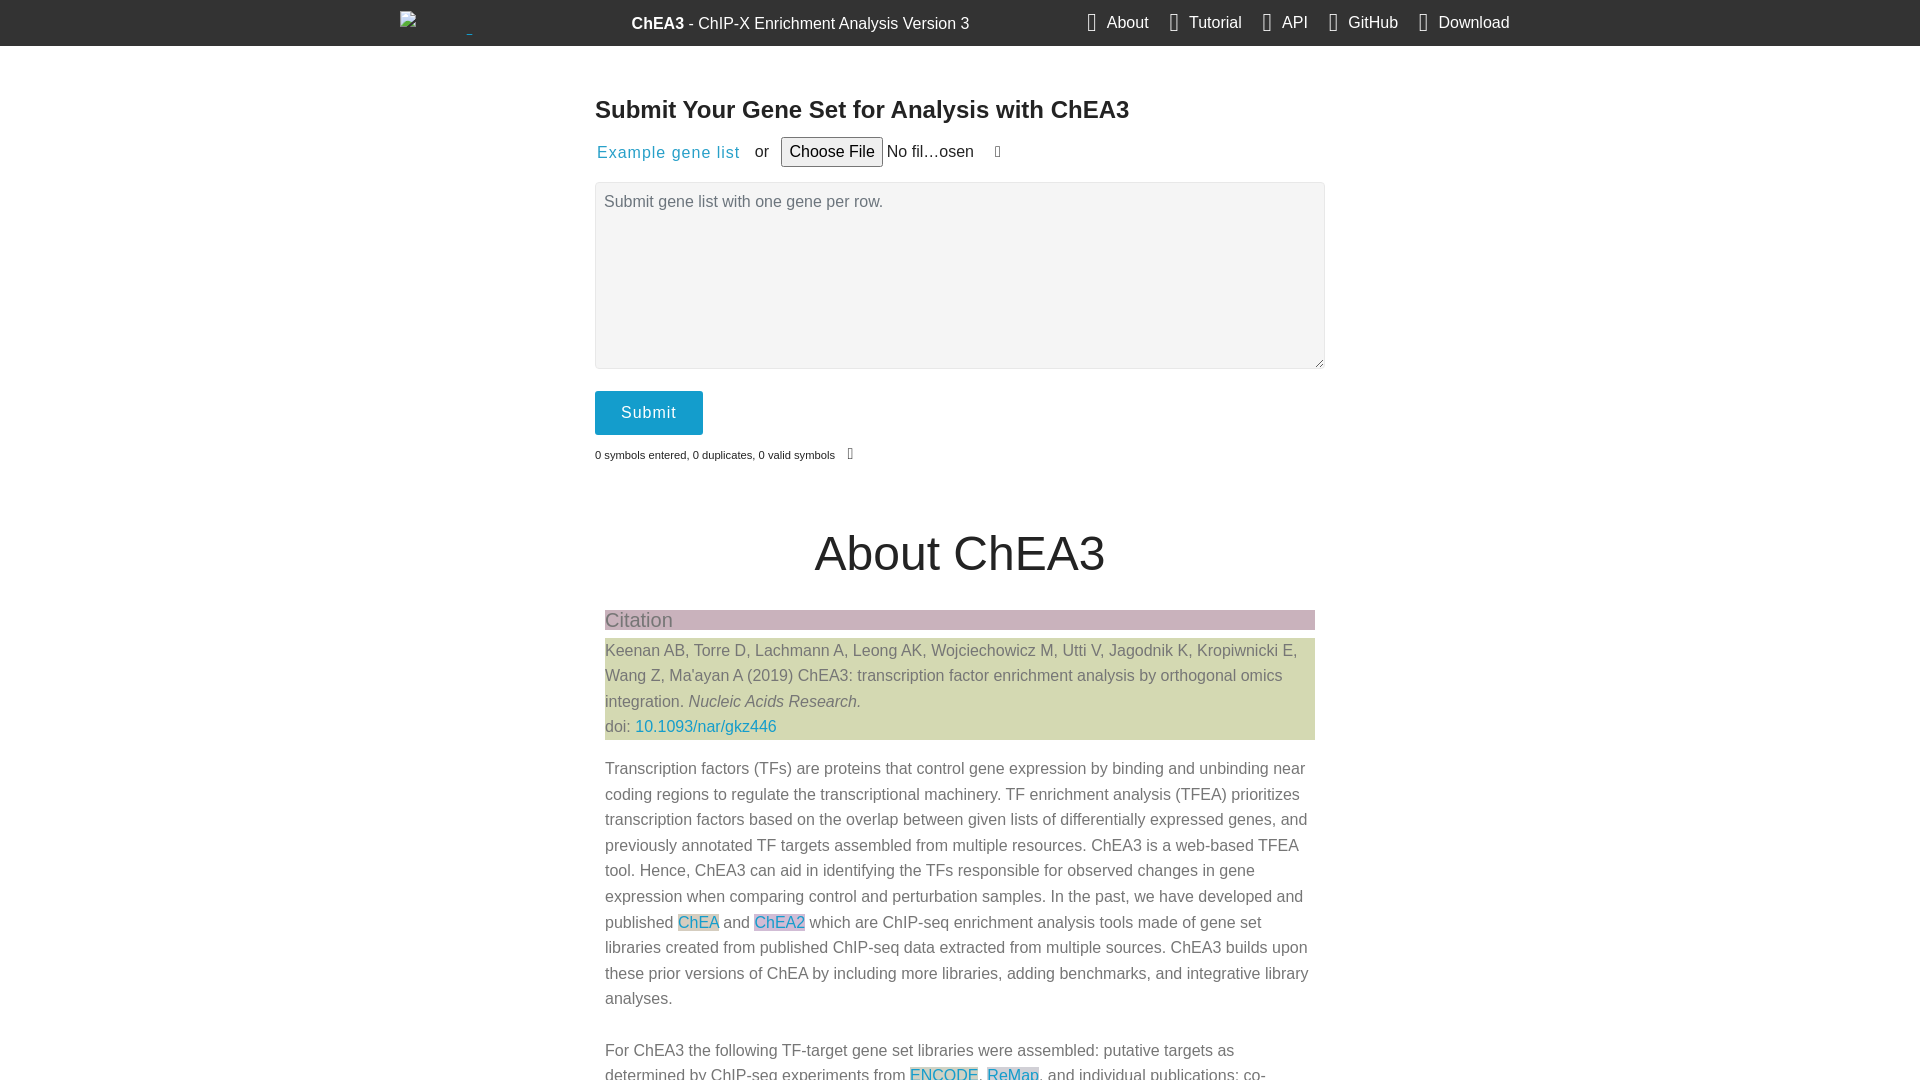 ChEA3 - ChIP-X Enrichment Analysis Version 3
About
Tutorial
API
GitHub
Download
Submit Your Gene Set for Analysis with ChEA3
Example gene list or Choose File No fil…osen
Submit gene list with one gene per row.
Submit
0 symbols entered, 0 duplicates, 0 valid symbols
About ChEA3
Citation
Keenan AB, Torre D, Lachmann A, Leong AK, Wojciechowicz M, Utti V, Jagodnik K, Kropiwnicki E,
Wang Z, Ma'ayan A (2019) ChEA3: transcription factor enrichment analysis by orthogonal omics
integration. Nucleic Acids Research.
doi: 10.1093/nar/gkz446
Transcription factors (TFs) are proteins that control gene expression by binding and unbinding near
coding regions to regulate the transcriptional machinery. TF enrichment analysis (TFEA) prioritizes
transcription factors based on the overlap between given lists of differentially expressed genes, and
previously annotated TF targets assembled from multiple resources. ChEA3 is a web-based TFEA
tool. Hence, ChEA3 can aid in identifying the TFs responsible for observed changes in gene
expression when comparing control and perturbation samples. In the past, we have developed and
published ChEA and ChEA2 which are ChIP-seq enrichment analysis tools made of gene set
libraries created from published ChIP-seq data extracted from multiple sources. ChEA3 builds upon
these prior versions of ChEA by including more libraries, adding benchmarks, and integrative library
analyses.
For ChEA3 the following TF-target gene set libraries were assembled: putative targets as
determined by ChIP-seq experiments from ENCODE, ReMap, and individual publications; co-